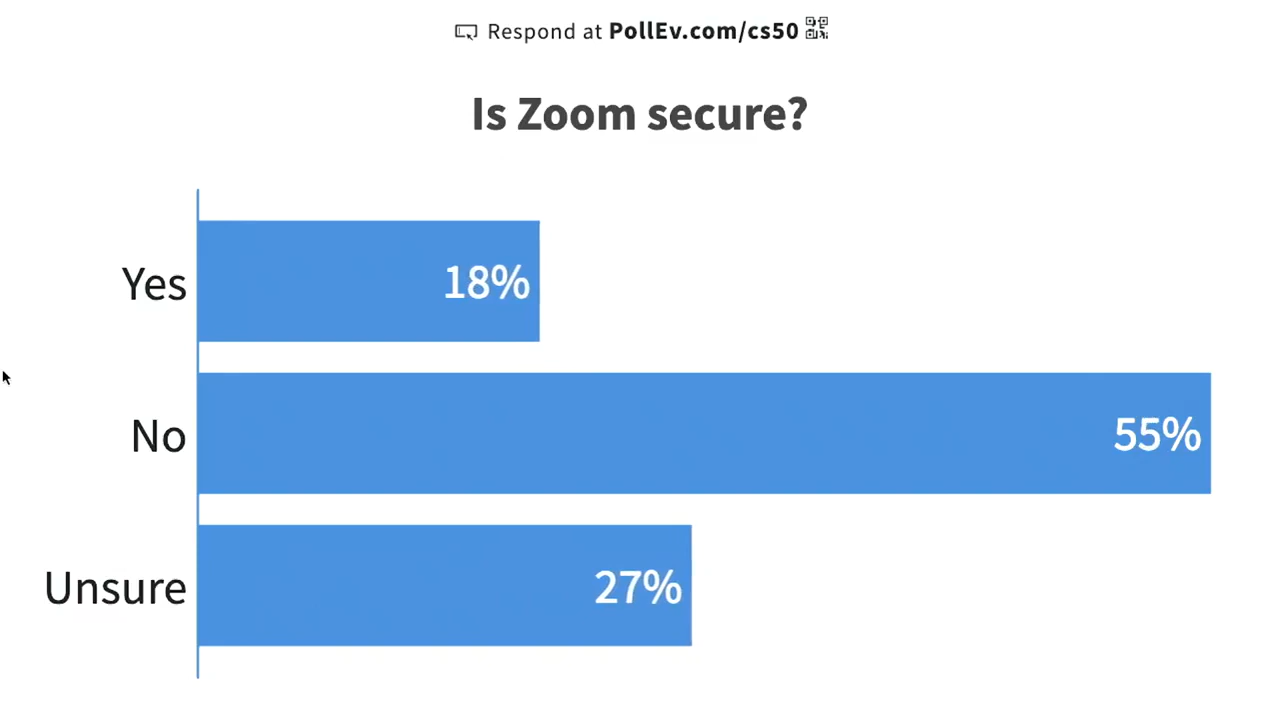 Respond at PollEv.com/cs50
Is Zoom secure?
Yes 18%
No 55%
Unsure 27%